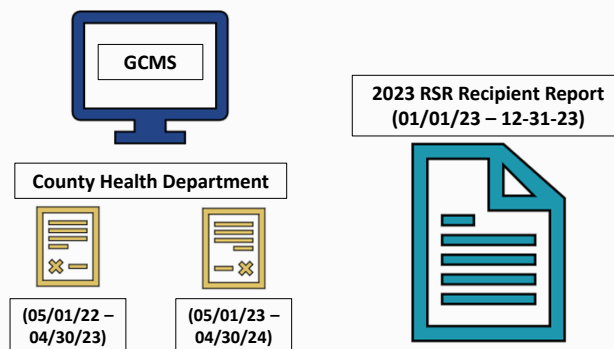 GCMS
2023 RSR Recipient Report
(01/01/23 – 12-31-23)
County Health Department
(05/01/22 –
04/30/23)
(05/01/23 –
04/30/24)